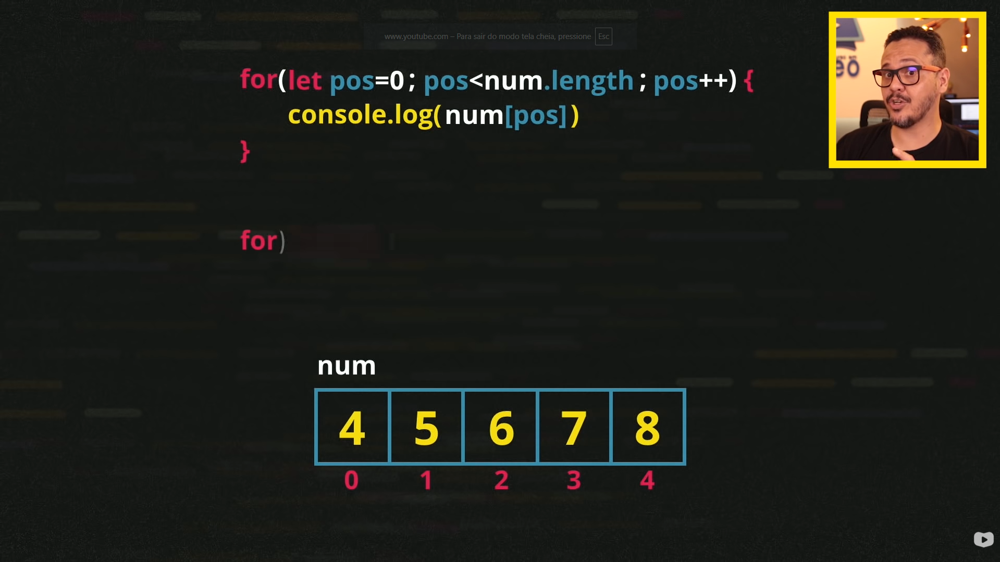 www.youtube.com – Para sair do modo tela cheia, pressione Esc
for(let pos=0; pos<num.length; pos++) {
console.log(num[pos])
}
for)
num
4 5 6 7 8
0 1 2 3 4